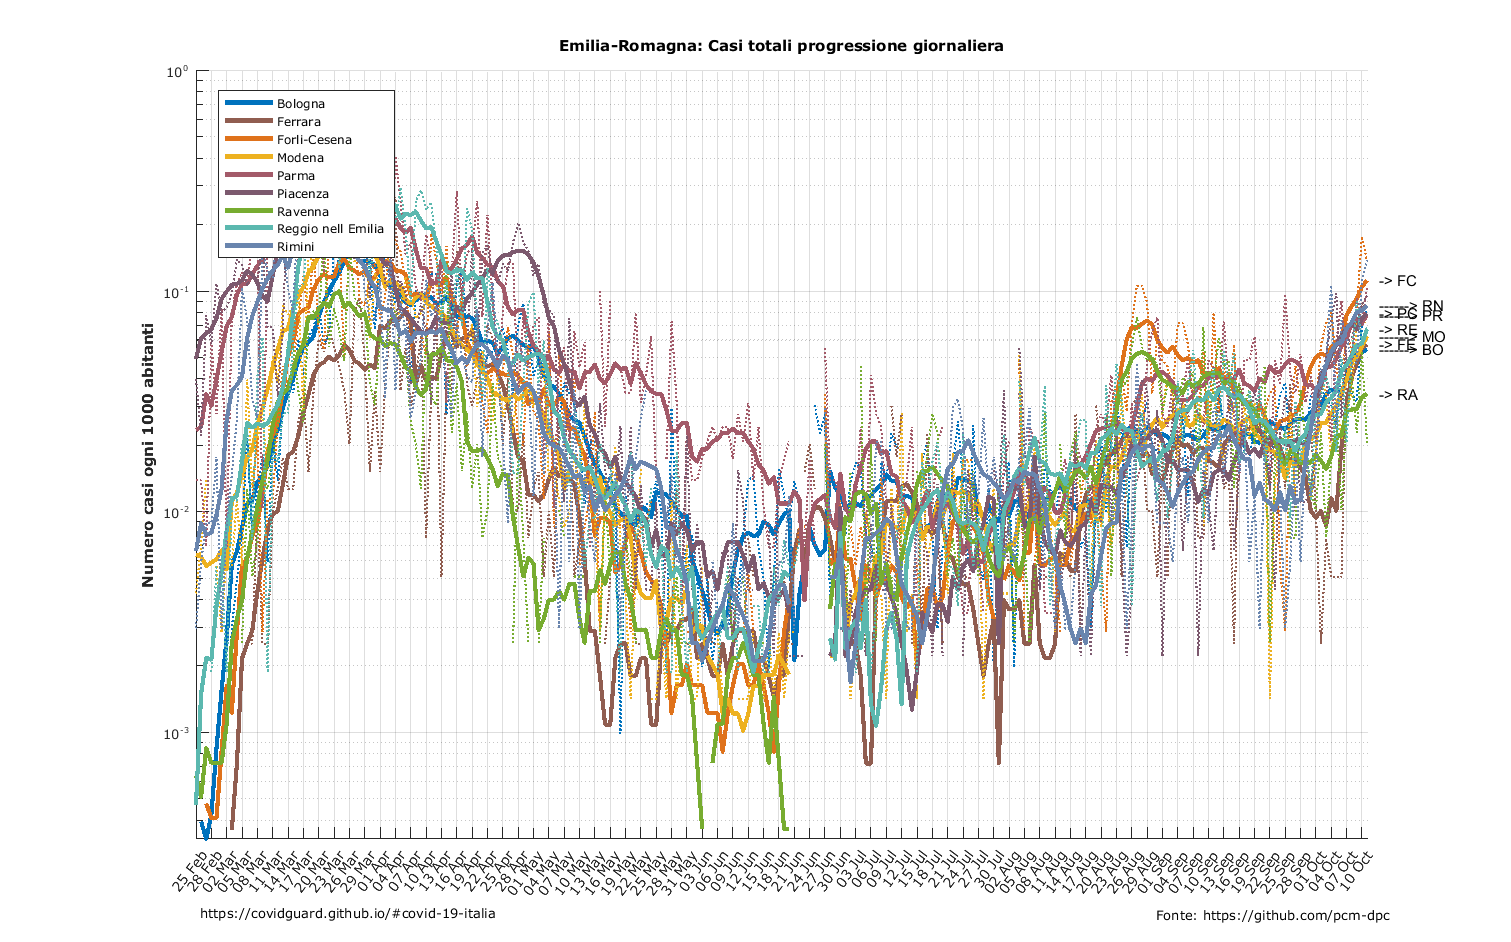 Emilia-Romagna: Casi totali progressione giornaliera
10^0
10^-1
10^-2
10^-3
Numero casi ogni 1000 abitanti
Bologna
Ferrara
Forli-Cesena
Modena
Parma
Piacenza
Ravenna
Reggio nell Emilia
Rimini
-> FC
------> RN
-> PC
------> PR
-> RE
------> MO
-> FE
------> BO
-> RA
25 Feb
28 Feb
02 Mar
05 Mar
08 Mar
11 Mar
14 Mar
17 Mar
20 Mar
23 Mar
26 Mar
29 Mar
01 Apr
04 Apr
07 Apr
10 Apr
13 Apr
16 Apr
19 Apr
22 Apr
25 Apr
28 Apr
01 May
04 May
07 May
10 May
13 May
16 May
19 May
22 May
25 May
28 May
31 May
03 Jun
06 Jun
09 Jun
12 Jun
15 Jun
18 Jun
21 Jun
24 Jun
27 Jun
30 Jun
03 Jul
06 Jul
09 Jul
12 Jul
15 Jul
18 Jul
21 Jul
24 Jul
27 Jul
30 Jul
02 Aug
05 Aug
08 Aug
11 Aug
14 Aug
17 Aug
20 Aug
23 Aug
26 Aug
29 Aug
01 Sep
04 Sep
07 Sep
10 Sep
13 Sep
16 Sep
19 Sep
22 Sep
25 Sep
28 Sep
01 Oct
04 Oct
07 Oct
10 Oct
https://covidguard.github.io/#covid-19-italia
Fonte: https://github.com/pcm-dpc